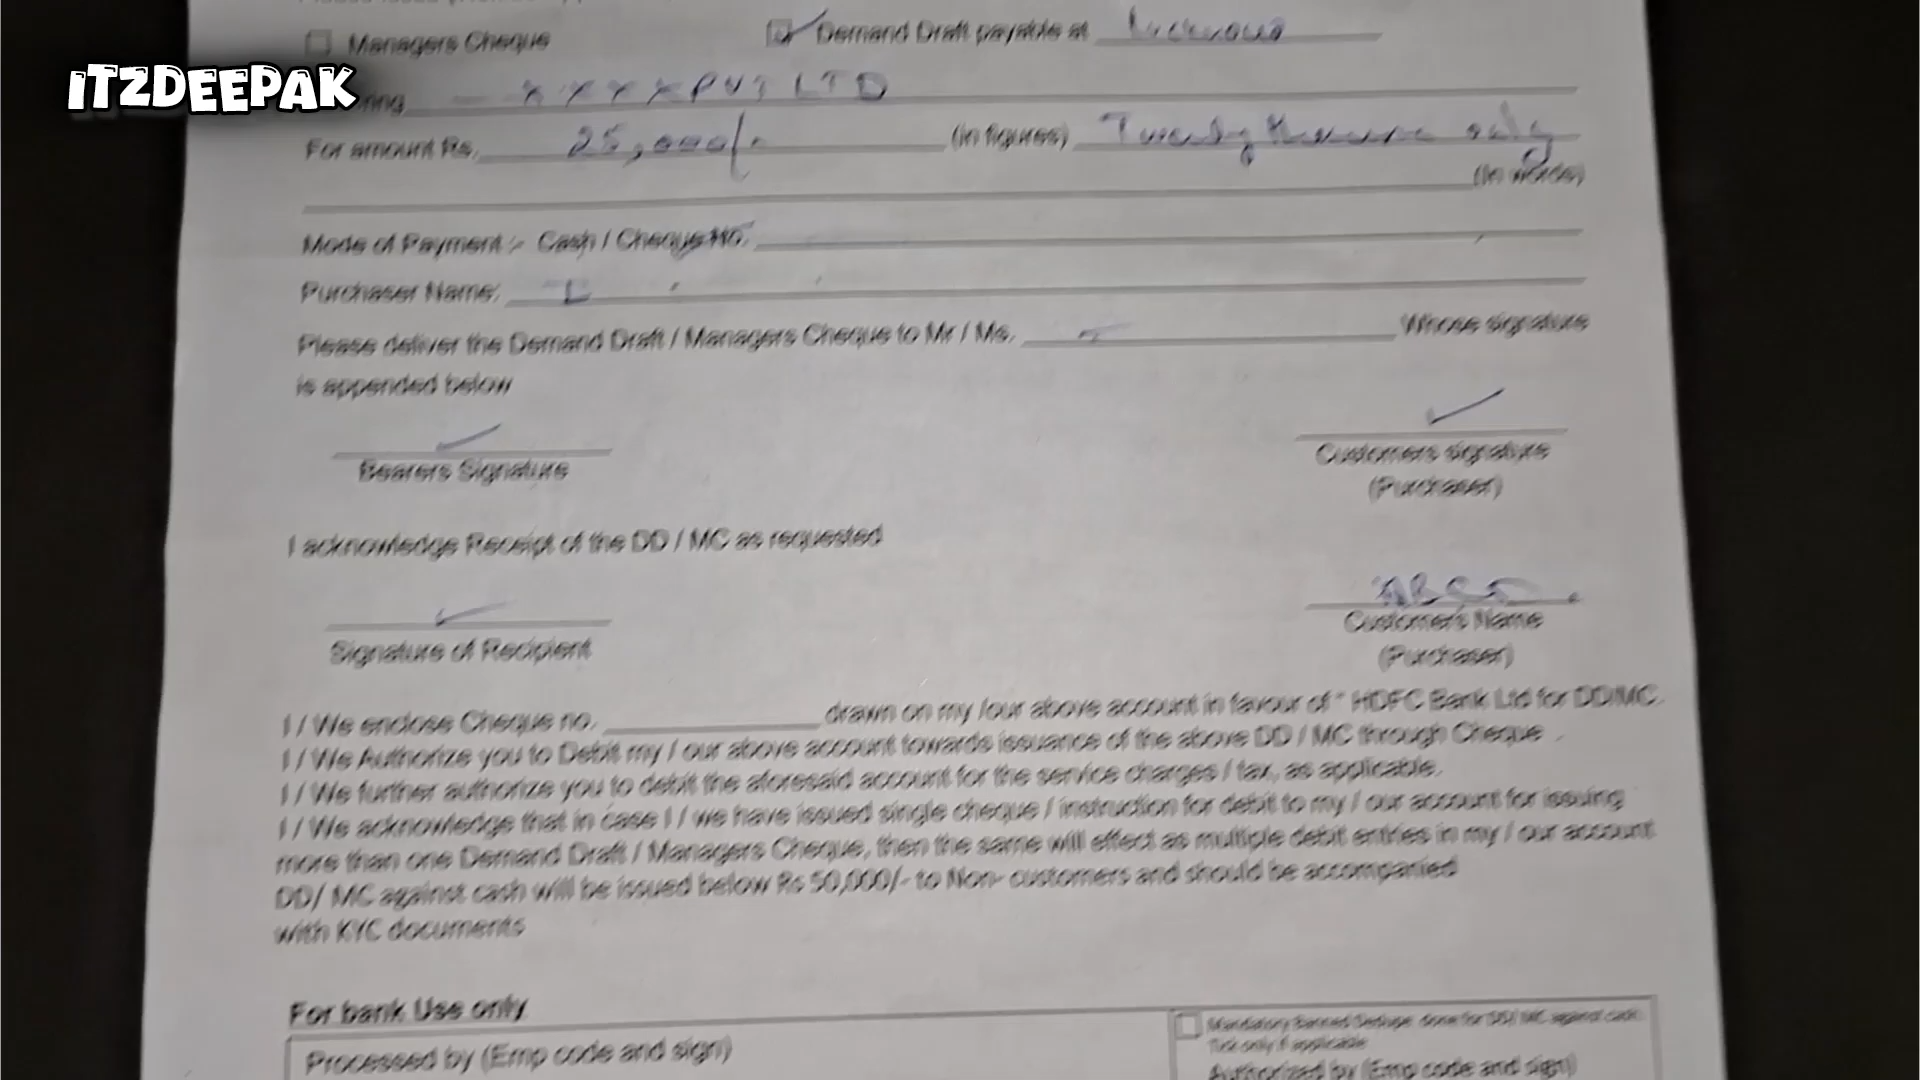 Managers Cheque Demand Draft payable at Lucknow
ITZDEEPAK
XXXX PVT LTD
For amount Rs. 25,000/- (in figures) Twenty only
(in words)
Mode of Payment :- Cash / Cheque No.
Purchaser Name:
Please deliver the Demand Draft / Managers Cheque to Mr / Ms. Whose signature
is appended below
Bearers Signature Customers signature
(Purchaser)
I acknowledge Receipt of the DD / MC as requested
ABCD
Signature of Recipient Customer's Name
(Purchaser)
I / We enclose Cheque no. drawn on my /our above account in favour of " HDFC Bank Ltd for DD/MC.
I / We Authorize you to Debit my / our above account towards issuance of the above DD / MC through Cheque
I / We further authorize you to debit the aforesaid account for the service charges / tax, as applicable.
I / We acknowledge that in case I / we have issued single cheque / instruction for debit to my / our account for issuing
more than one Demand Draft / Managers Cheque, then the same will effect as multiple debit entries in my / our account
DD/ MC against cash will be issued below Rs 50,000/- to Non- customers and should be accompanied
with KYC documents
For bank Use only
Processed by (Emp code and sign)
Tick only if applicable
Authorized by (Emp code and sign)